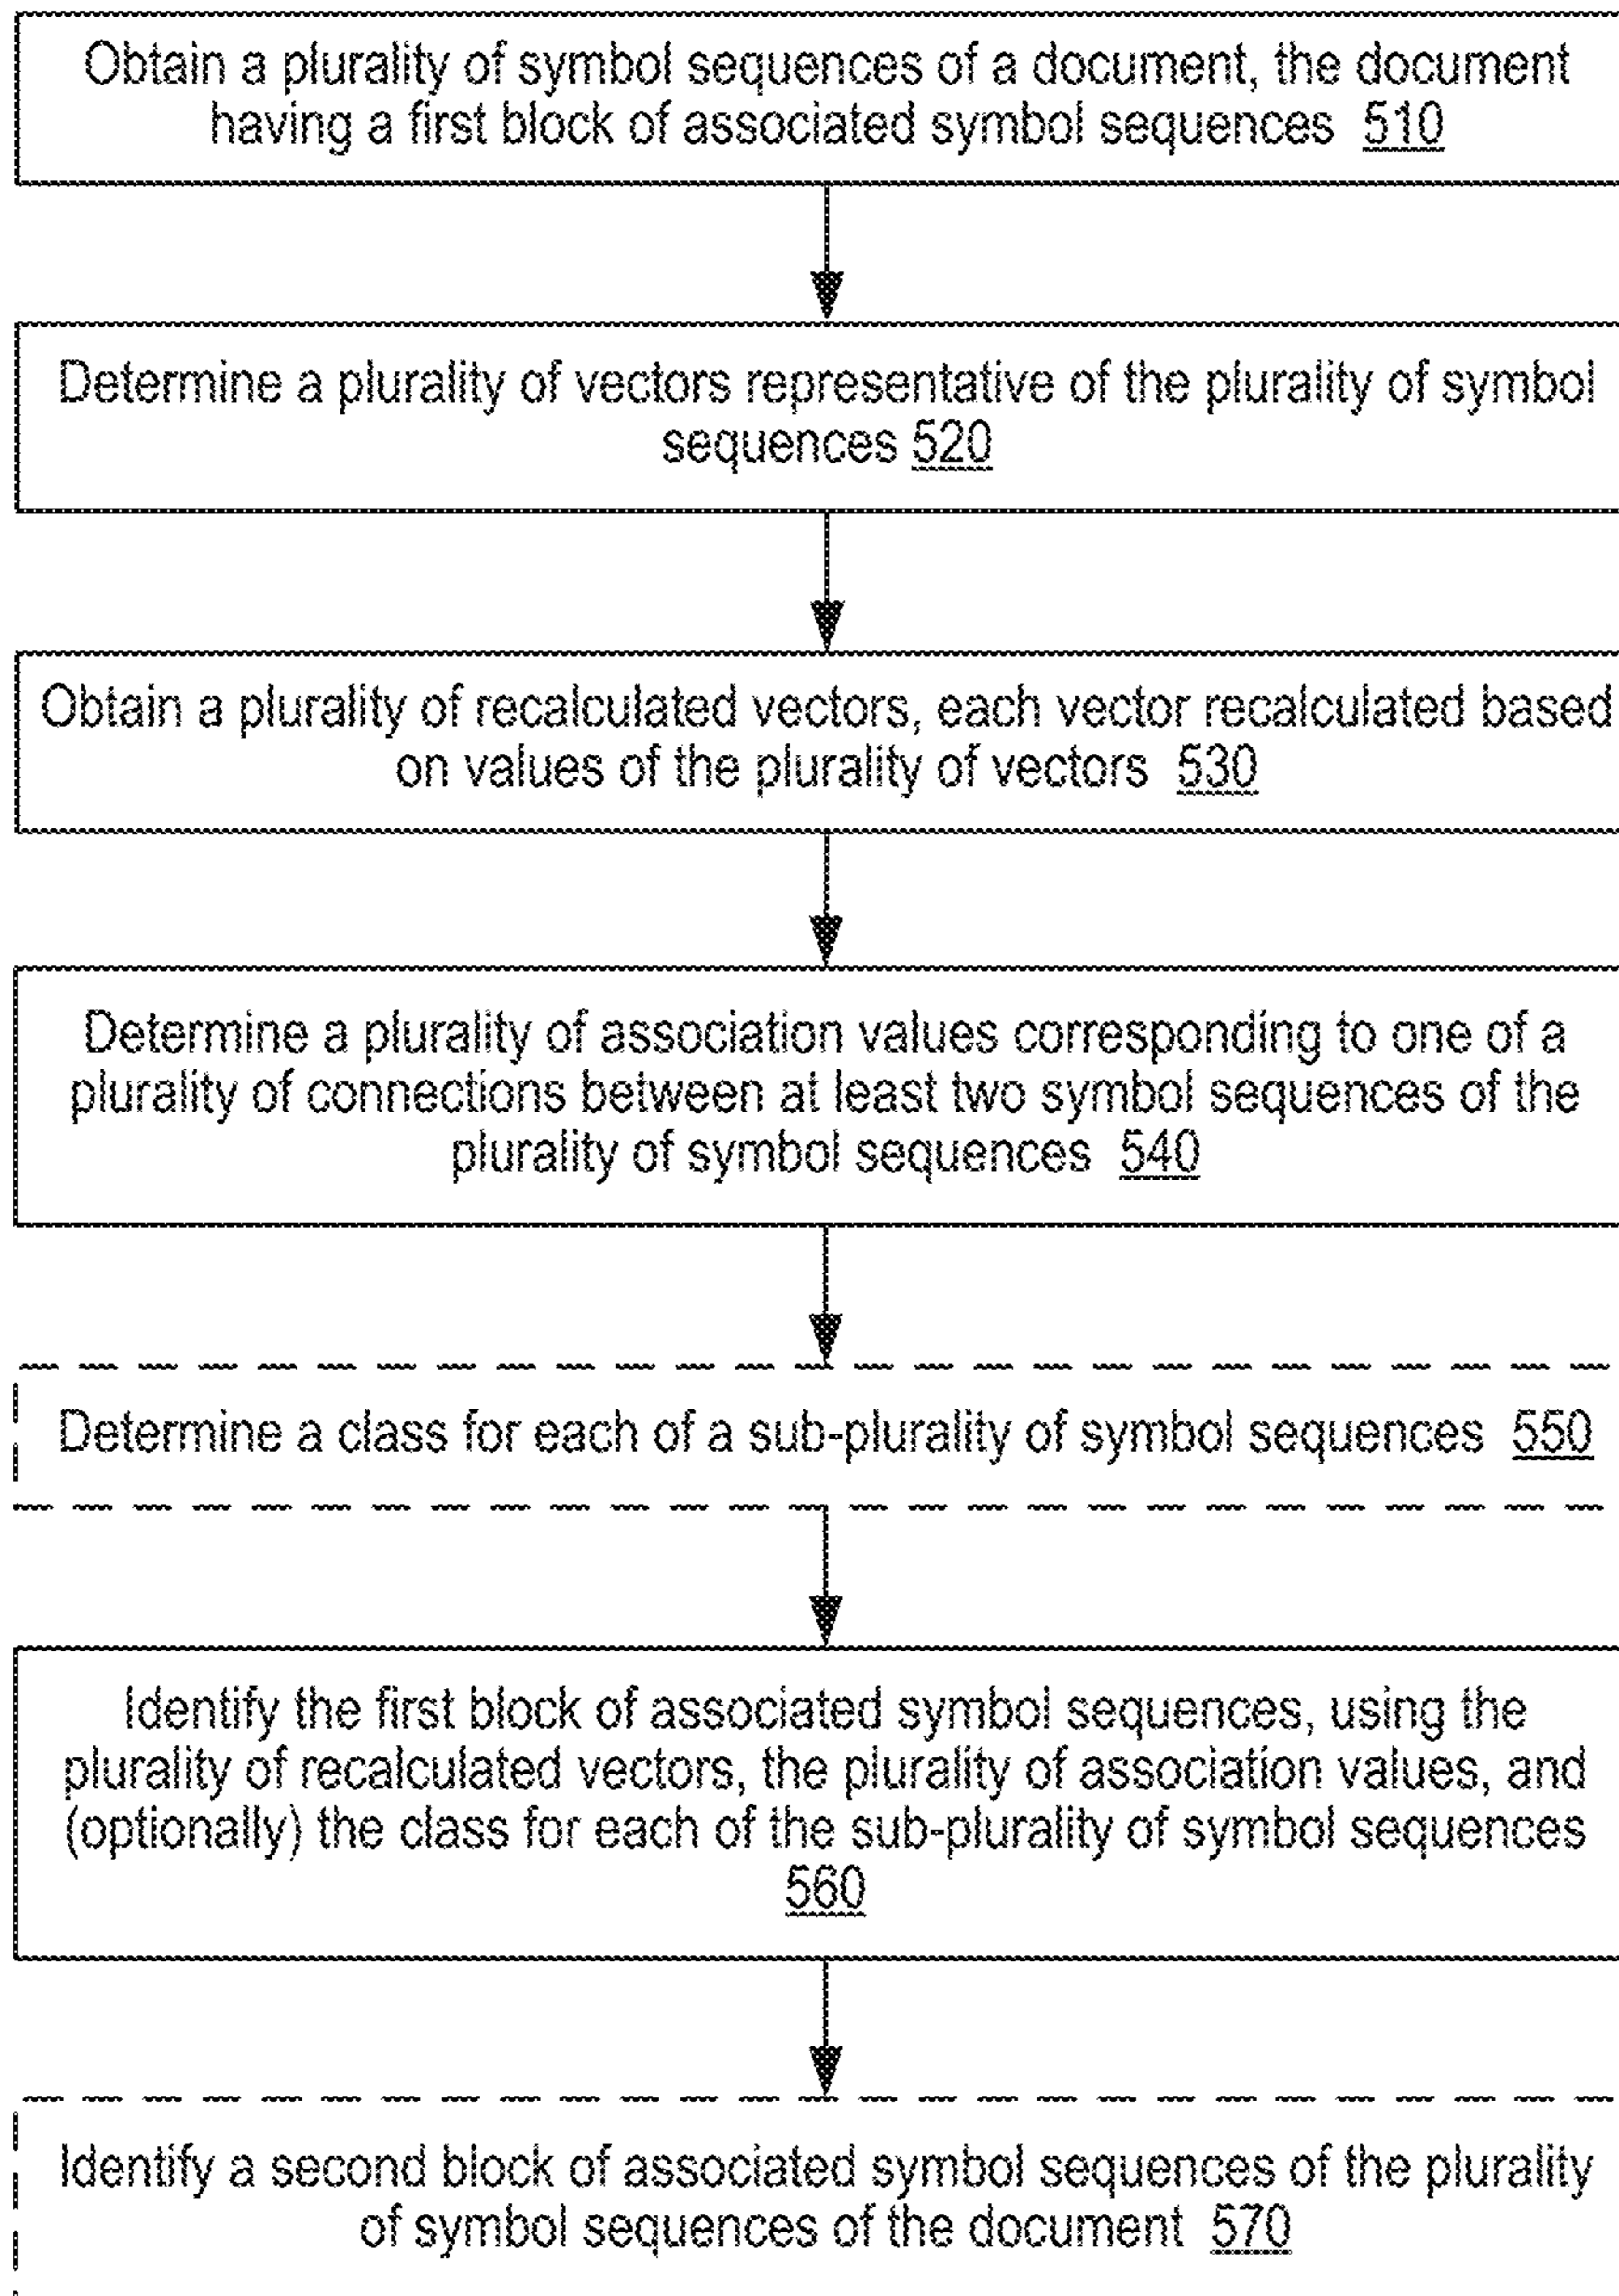 Obtain a plurality of symbol sequences of a document, the document
having a first block of associated symbol sequences 510
Determine a plurality of vectors representative of the plurality of symbol
sequences 520
Obtain a plurality of recalculated vectors, each vector recalculated based
on values of the plurality of vectors 530
Determine a plurality of association values corresponding to one of a
plurality of connections between at least two symbol sequences of the
plurality of symbol sequences 540
Determine a class for each of a sub-plurality of symbol sequences 550
Identify the first block of associated symbol sequences, using the
plurality of recalculated vectors, the plurality of association values, and
(optionally) the class for each of the sub-plurality of symbol sequences
560
Identify a second block of associated symbol sequences of the plurality
of symbol sequences of the document 570